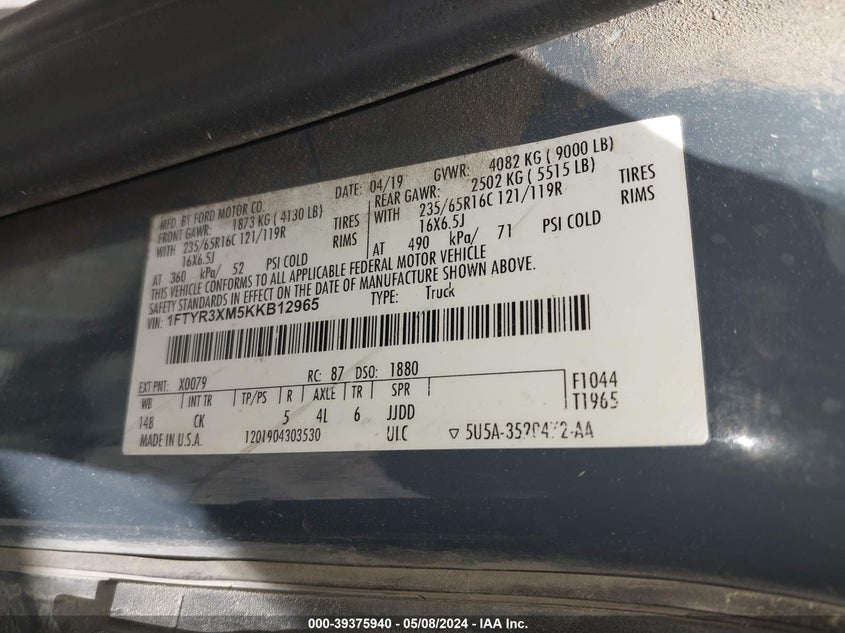 MFD. BY FORD MOTOR CO.
DATE: 04/19 GVWR: 4082 KG ( 9000 LB)
FRONT GAWR: 1873 KG ( 4130 LB)
REAR GAWR: 2502 KG ( 5515 LB)
WITH 235/65R16C 121/119R TIRES
WITH 235/65R16C 121/119R TIRES
16X6.5J RIMS
16X6.5J RIMS
AT 360 kPa/ 52 PSI COLD
AT 490 kPa/ 71 PSI COLD
THIS VEHICLE CONFORMS TO ALL APPLICABLE FEDERAL MOTOR VEHICLE
SAFETY STANDARDS IN EFFECT ON THE DATE OF MANUFACTURE SHOWN ABOVE.
VIN: 1FTYR3XM5KKB12965 TYPE: Truck
EXT PNT: X0079 RC: 87 DSO: 1880
WB INT TR TP/PS R AXLE TR SPR
148 CK 5 4L 6 JJDD
F1044
T1965
MADE IN U.S.A. 1201904303530 ULC
000-39375940 - 05/08/2024 - IAA Inc.